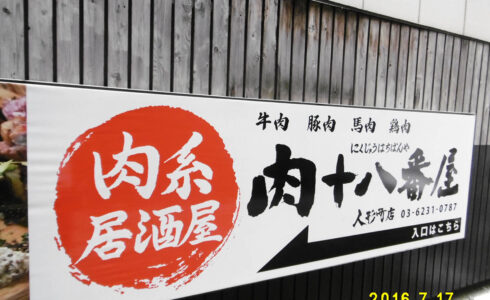 肉系
居酒屋
牛肉 豚肉 馬肉 鶏肉
にくじゅうはちばんや
肉十八番屋
人形町店 03-6231-0787
入口はこちら
2016 7 17